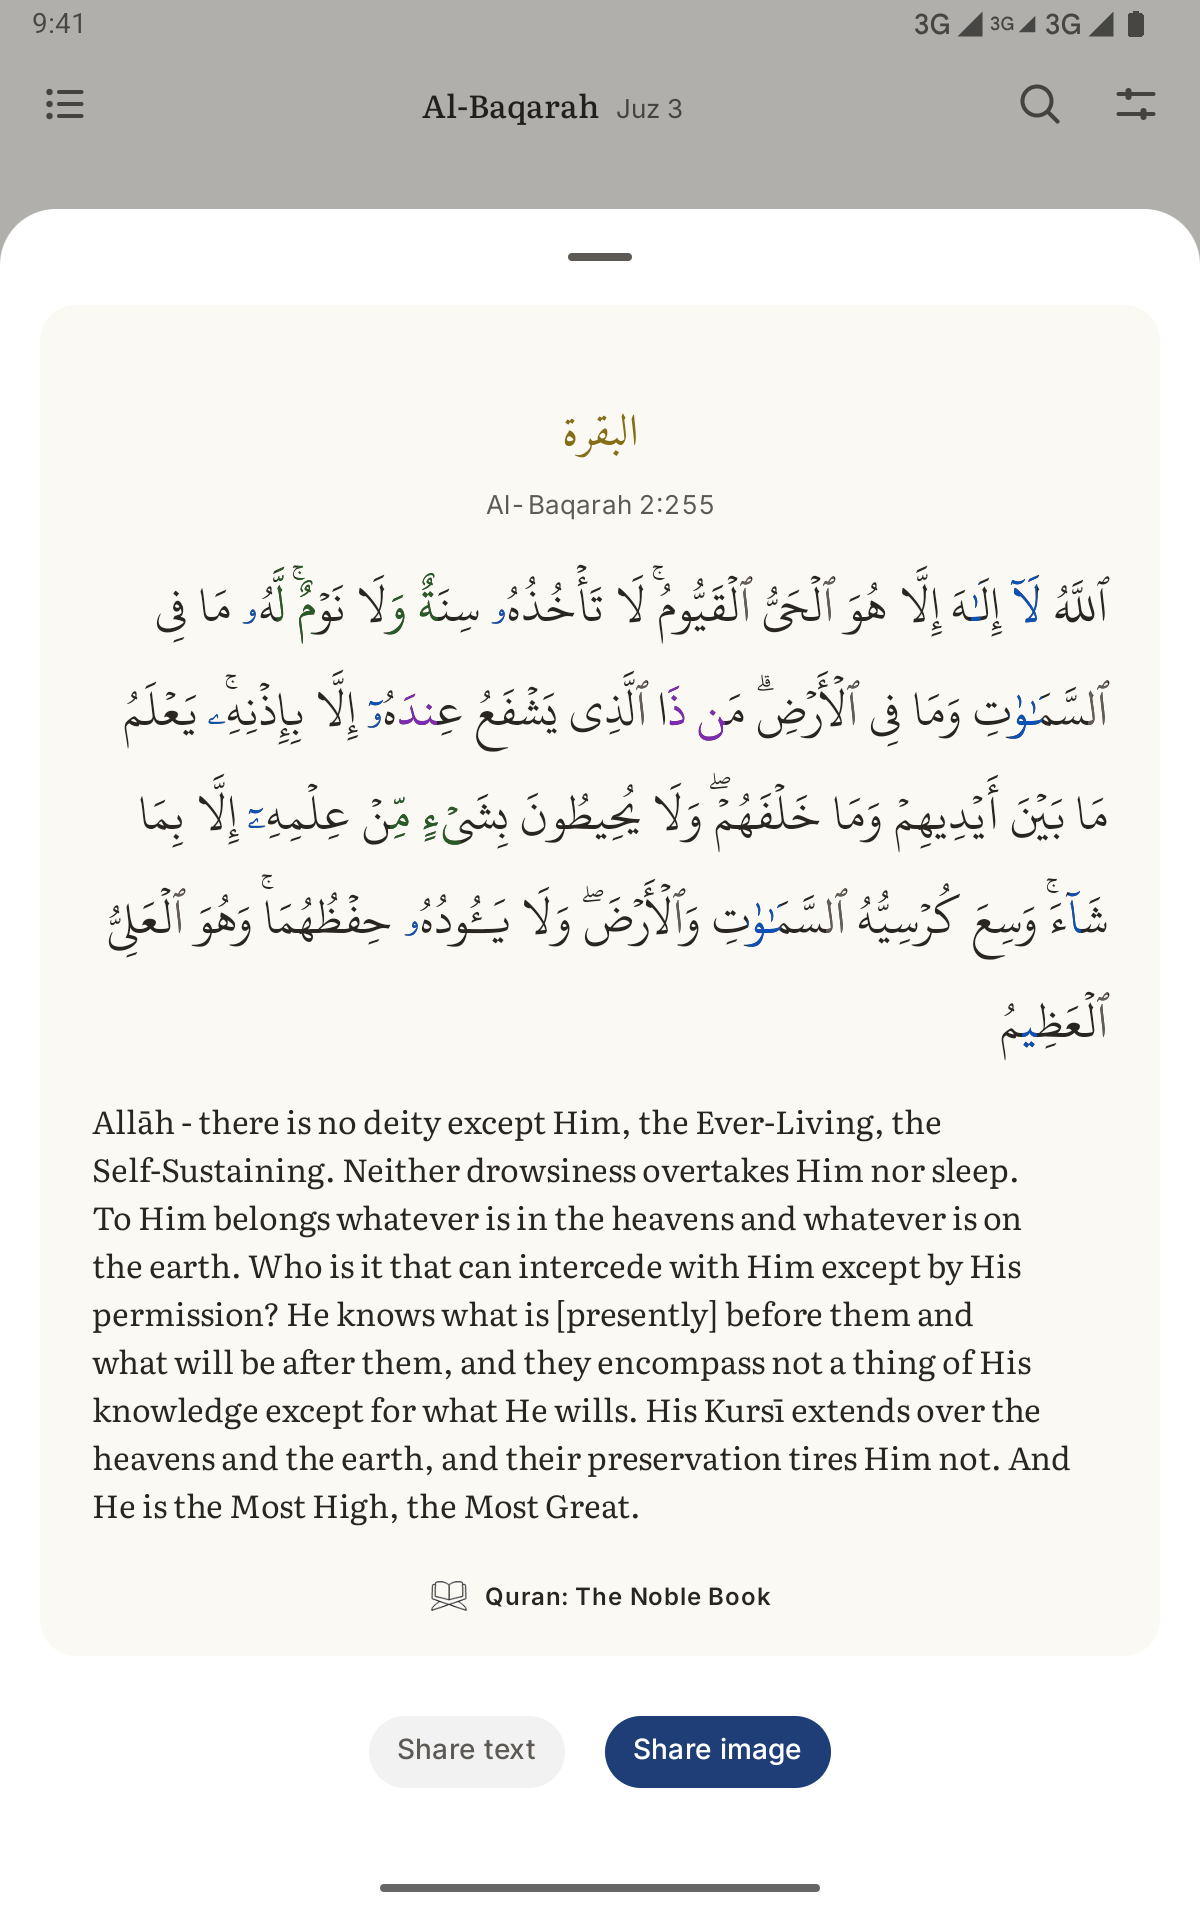 9:41
3G 3G 3G
Al-Baqarah Juz 3
البقرة
Al-Baqarah 2:255
ٱللَّهُ لَآ إِلَـٰهَ إِلَّا هُوَ ٱلْحَىُّ ٱلْقَيُّومُ ۚ لَا تَأْخُذُهُۥ سِنَةٌ وَلَا نَوْمٌ ۚ لَّهُۥ مَا فِى
ٱلسَّمَـٰوَٰتِ وَمَا فِى ٱلْأَرْضِ ۗ مَن ذَا ٱلَّذِى يَشْفَعُ عِندَهُۥٓ إِلَّا بِإِذْنِهِۦ ۚ يَعْلَمُ
مَا بَيْنَ أَيْدِيهِمْ وَمَا خَلْفَهُمْ ۖ وَلَا يُحِيطُونَ بِشَىْءٍ مِّنْ عِلْمِهِۦٓ إِلَّا بِمَا
شَآءَ ۚ وَسِعَ كُرْسِيُّهُ ٱلسَّمَـٰوَٰتِ وَٱلْأَرْضَ ۖ وَلَا يَـُٔودُهُۥ حِفْظُهُمَا ۚ وَهُوَ ٱلْعَلِىُّ
ٱلْعَظِيمُ
Allāh - there is no deity except Him, the Ever-Living, the
Self-Sustaining. Neither drowsiness overtakes Him nor sleep.
To Him belongs whatever is in the heavens and whatever is on
the earth. Who is it that can intercede with Him except by His
permission? He knows what is [presently] before them and
what will be after them, and they encompass not a thing of His
knowledge except for what He wills. His Kursī extends over the
heavens and the earth, and their preservation tires Him not. And
He is the Most High, the Most Great.
Quran: The Noble Book
Share text
Share image